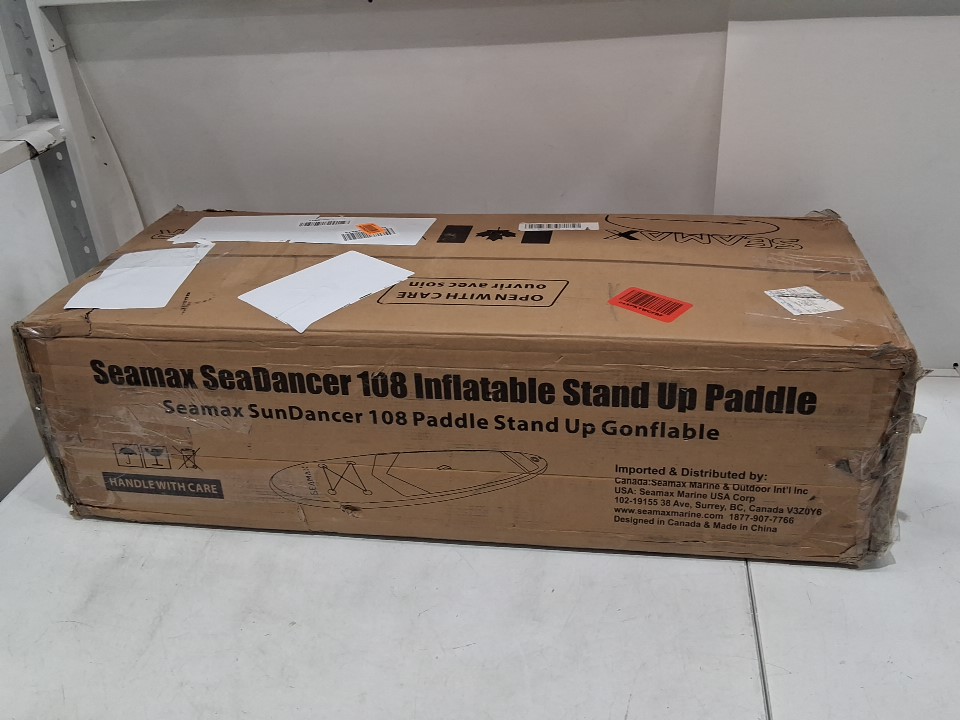 SEAMAX
OPEN WITH CARE
ouvrir avec soin
Seamax SeaDancer 108 Inflatable Stand Up Paddle
Seamax SunDancer 108 Paddle Stand Up Gonflable
HANDLE WITH CARE
SEAMAX
Imported & Distributed by:
Canada:Seamax Marine & Outdoor Int'l Inc
USA: Seamax Marine USA Corp
102-19155 38 Ave, Surrey, BC, Canada V3Z0Y6
www.seamaxmarine.com 1877-907-7766
Designed in Canada & Made in China